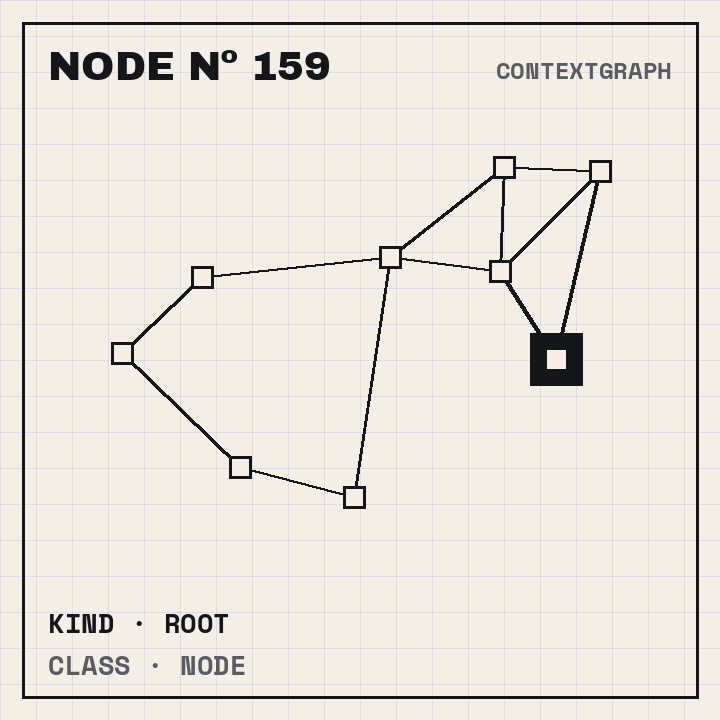 NODE Nº 159
CONTEXTGRAPH
KIND · ROOT
CLASS · NODE